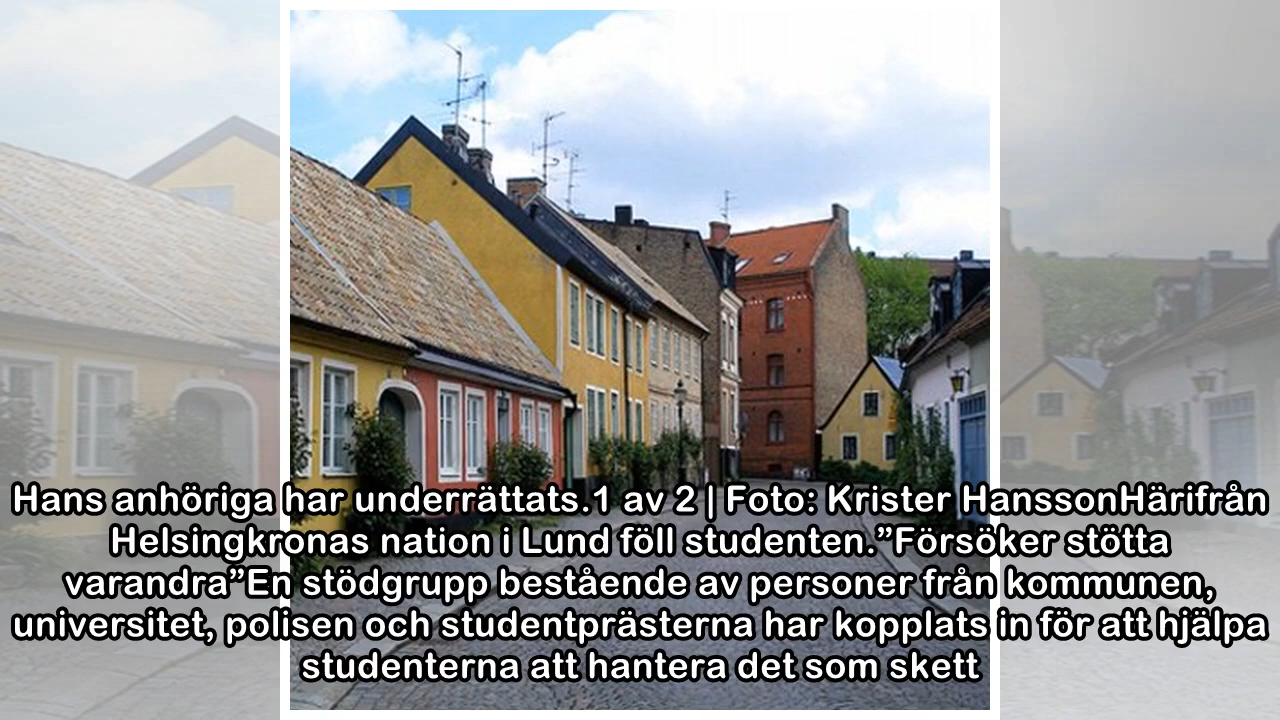 Hans anhöriga har underrättats.1 av 2 | Foto: Krister HanssonHärifrån
Helsingkronas nation i Lund föll studenten.”Försöker stötta
varandra”En stödgrupp bestående av personer från kommunen,
universitet, polisen och studentprästerna har kopplats in för att hjälpa
studenterna att hantera det som skett